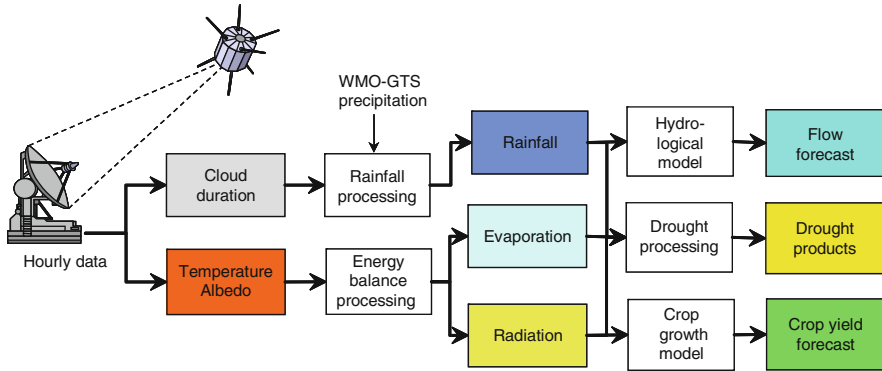 WMO-GTS
precipitation
Hourly data
Cloud
duration
Rainfall
processing
Rainfall
Hydro-
logical
model
Flow
forecast
Temperature
Albedo
Energy
balance
processing
Evaporation
Drought
processing
Drought
products
Radiation
Crop
growth
model
Crop yield
forecast